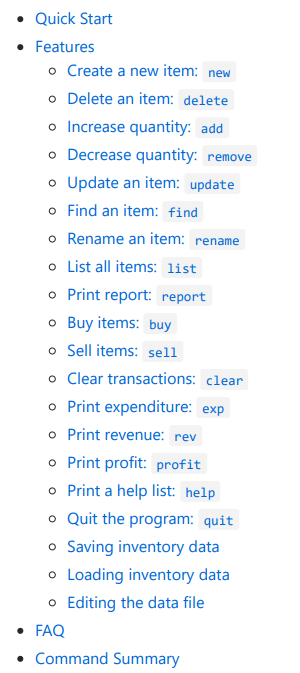 Quick Start
Features
Create a new item: new
Delete an item: delete
Increase quantity: add
Decrease quantity: remove
Update an item: update
Find an item: find
Rename an item: rename
List all items: list
Print report: report
Buy items: buy
Sell items: sell
Clear transactions: clear
Print expenditure: exp
Print revenue: rev
Print profit: profit
Print a help list: help
Quit the program: quit
Saving inventory data
Loading inventory data
Editing the data file
FAQ
Command Summary